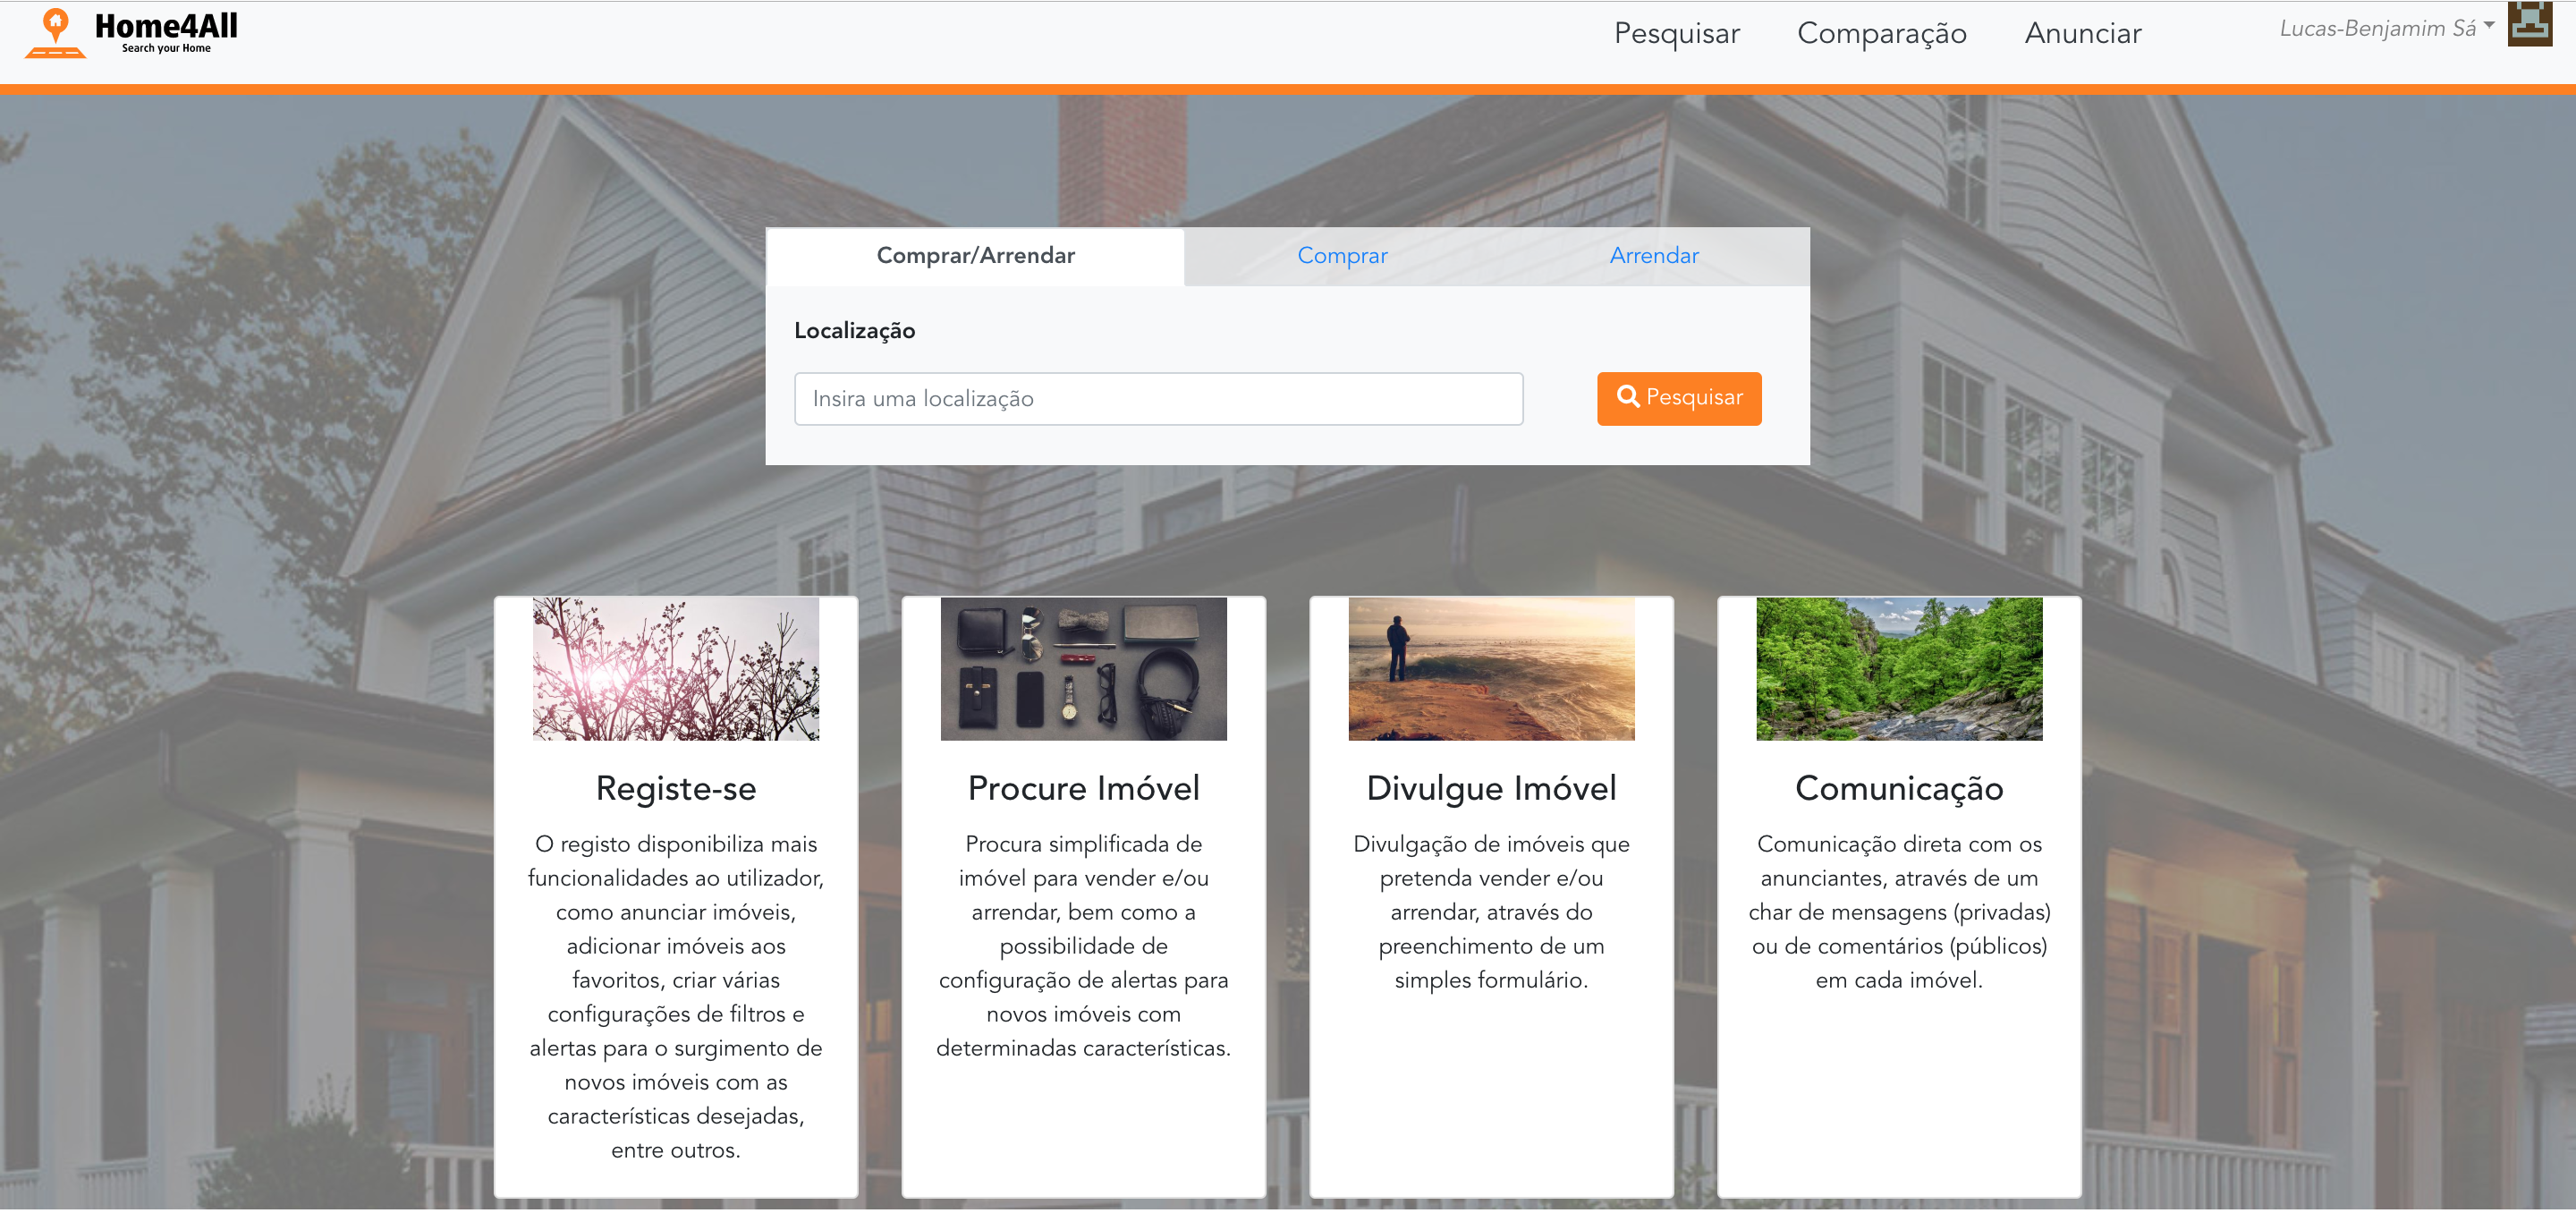 Home4All
Search your Home
Pesquisar
Comparação
Anunciar
Lucas-Benjamim Sá
Comprar/Arrendar
Comprar
Arrendar
Localização
Insira uma localização
Pesquisar
Registe-se
O registo disponibiliza mais
funcionalidades ao utilizador,
como anunciar imóveis,
adicionar imóveis aos
favoritos, criar várias
configurações de filtros e
alertas para o surgimento de
novos imóveis com as
características desejadas,
entre outros.
Procure Imóvel
Procura simplificada de
imóvel para vender e/ou
arrendar, bem como a
possibilidade de
configuração de alertas para
novos imóveis com
determinadas características.
Divulgue Imóvel
Divulgação de imóveis que
pretenda vender e/ou
arrendar, através do
preenchimento de um
simples formulário.
Comunicação
Comunicação direta com os
anunciantes, através de um
char de mensagens (privadas)
ou de comentários (públicos)
em cada imóvel.